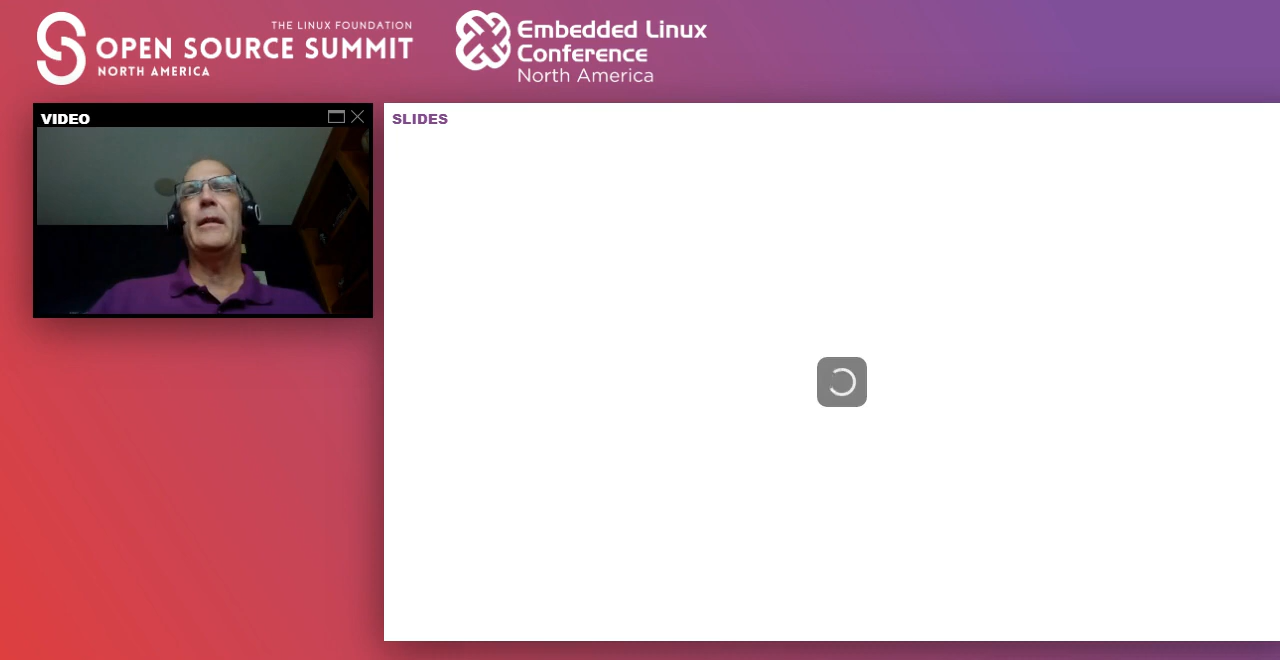 THE LINUX FOUNDATION
OPEN SOURCE SUMMIT
NORTH AMERICA
Embedded Linux
Conference
North America
VIDEO
SLIDES